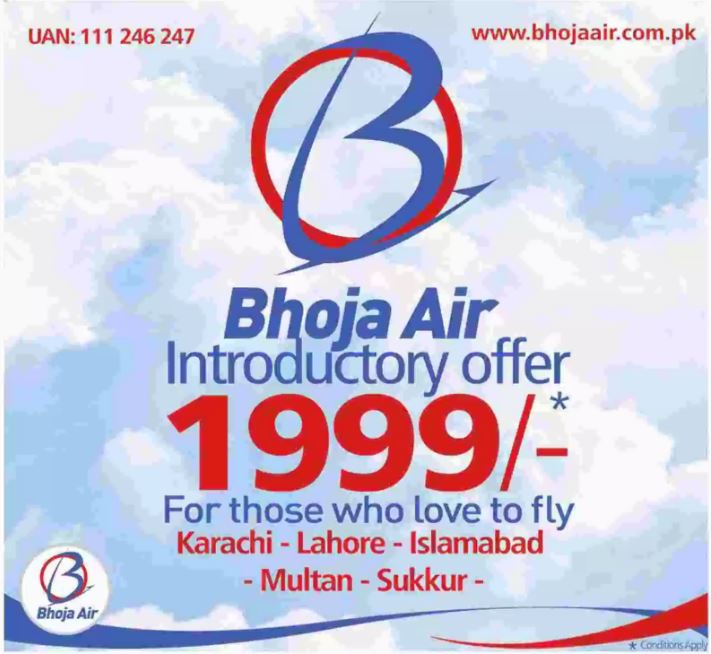 UAN: 111 246 247
www.bhojaair.com.pk
B
Bhoja Air
Introductory offer
1999/-*
For those who love to fly
Karachi - Lahore - Islamabad
- Multan - Sukkur -
B
Bhoja Air
* Conditions Apply